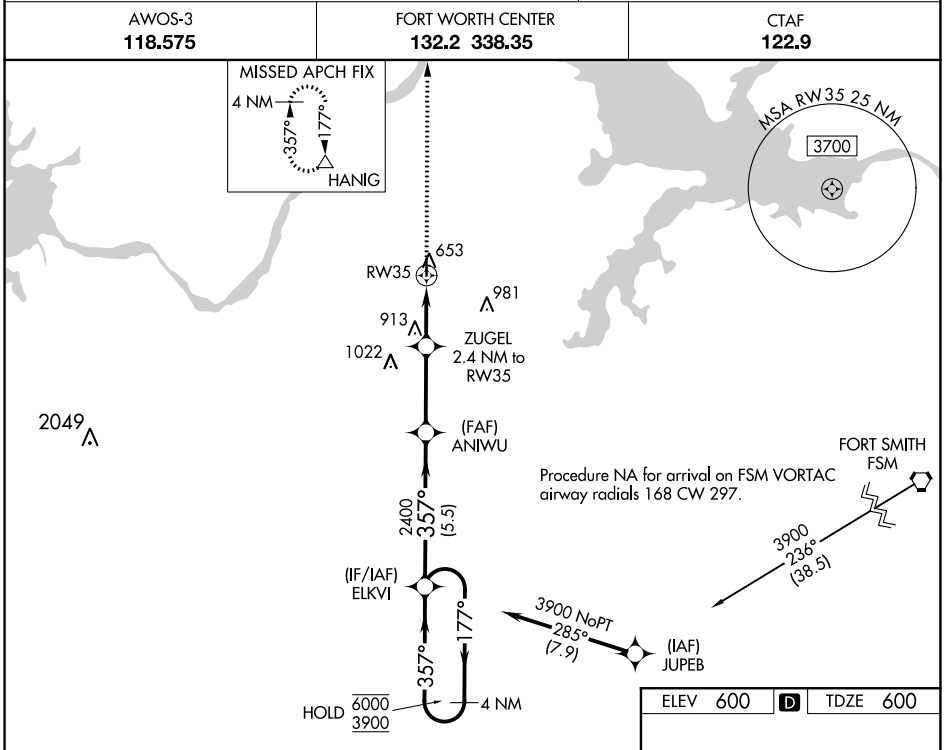 AWOS-3
118.575
FORT WORTH CENTER
132.2 338.35
CTAF
122.9
MISSED APCH FIX
4 NM
357°
177°
HANIG
MSA RW35 25 NM
3700
RW35
653
981
913
1022
ZUGEL
2.4 NM to
RW35
2049
(FAF)
ANIWU
FORT SMITH
FSM
Procedure NA for arrival on FSM VORTAC
airway radials 168 CW 297.
3900
236°
(38.5)
2400
357°
(5.5)
(IF/IAF)
ELKVI
3900 NoPT
285°
(7.9)
(IAF)
JUPEB
357°
177°
HOLD
6000
3900
4 NM
ELEV 600
D
TDZE 600